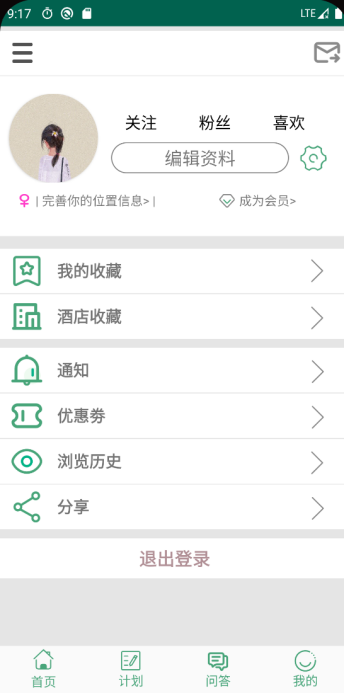 9:17 LTE
关注 粉丝 喜欢
编辑资料
| 完善你的位置信息> | 成为会员>
我的收藏
酒店收藏
通知
优惠劵
浏览历史
分享
退出登录
首页 计划 问答 我的